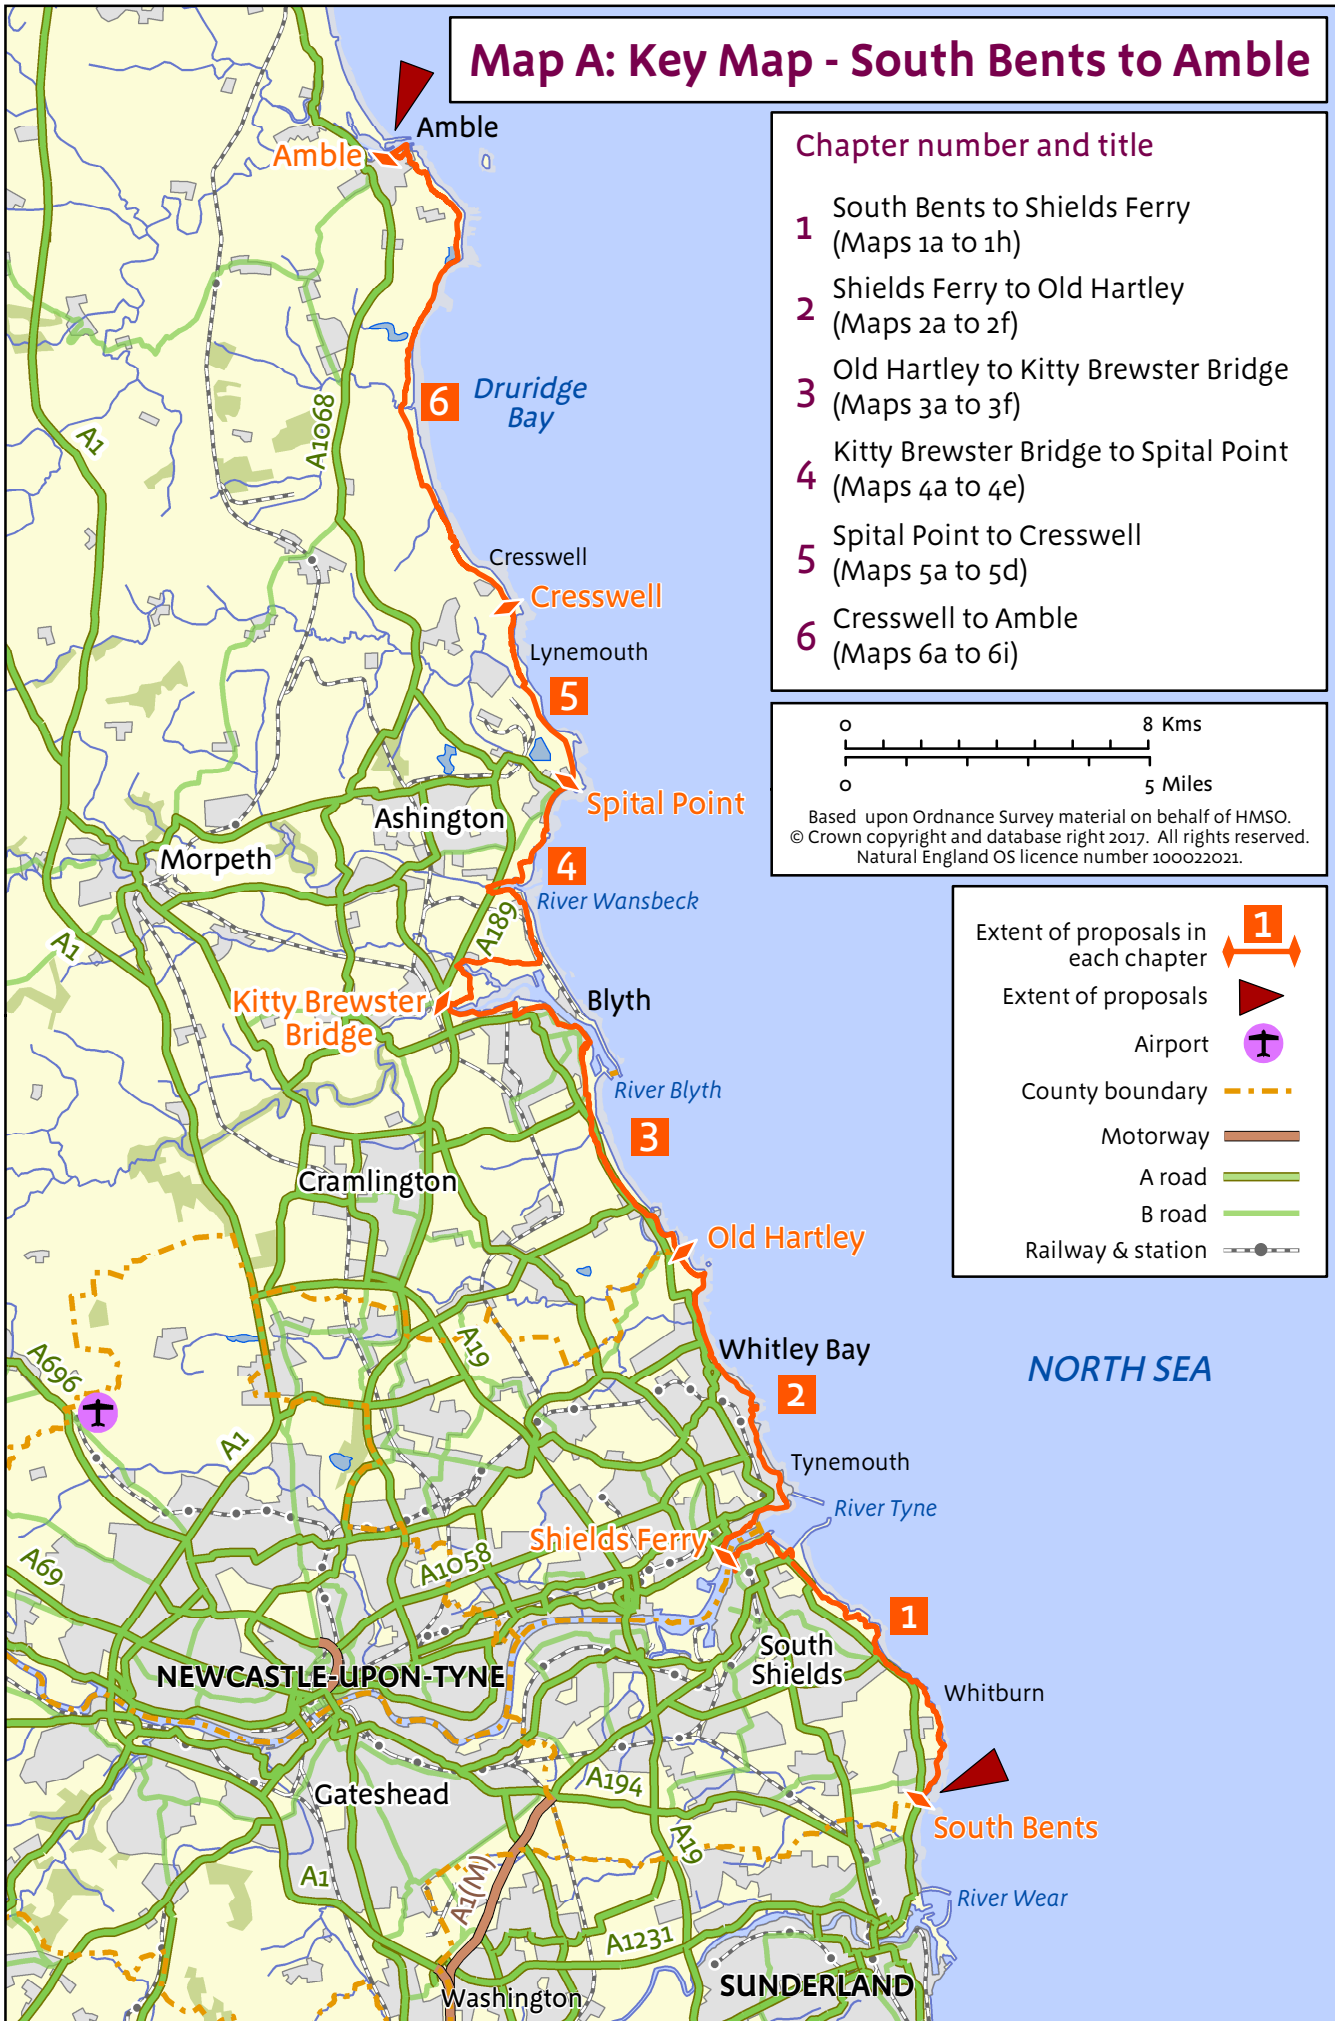 Map A: Key Map - South Bents to Amble
Chapter number and title
1 South Bents to Shields Ferry
(Maps 1a to 1h)
2 Shields Ferry to Old Hartley
(Maps 2a to 2f)
3 Old Hartley to Kitty Brewster Bridge
(Maps 3a to 3f)
4 Kitty Brewster Bridge to Spital Point
(Maps 4a to 4e)
5 Spital Point to Cresswell
(Maps 5a to 5d)
6 Cresswell to Amble
(Maps 6a to 6i)
0 8 Kms
0 5 Miles
Based upon Ordnance Survey material on behalf of HMSO.
© Crown copyright and database right 2017. All rights reserved.
Natural England OS licence number 100022021.
1
Extent of proposals in
each chapter
Extent of proposals
Airport
County boundary
Motorway
A road
B road
Railway & station
Amble
Amble
6
Druridge
Bay
A1068
A1
Cresswell
Cresswell
Lynemouth
5
Spital Point
Ashington
Morpeth
4
River Wansbeck
A189
A1
Kitty Brewster
Bridge
Blyth
River Blyth
3
Cramlington
Old Hartley
A19
Whitley Bay
NORTH SEA
A696
2
A1
Tynemouth
River Tyne
Shields Ferry
A1058
A69
1
South
Shields
NEWCASTLE-UPON-TYNE
Whitburn
A194
Gateshead
South Bents
A19
A1
A1(M)
River Wear
A1231
SUNDERLAND
Washington